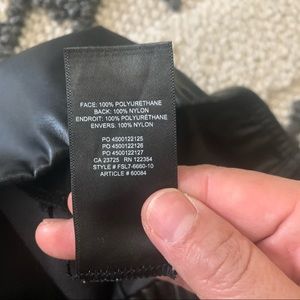 FACE: 100% POLYURETHANE
BACK: 100% NYLON
ENDROIT: 100% POLYURÉTHANE
ENVERS: 100% NYLON
PO 4500122125
PO 4500122126
PO 4500122127
CA 23725 RN 122354
STYLE # FSL7-6660-10
ARTICLE # 60084